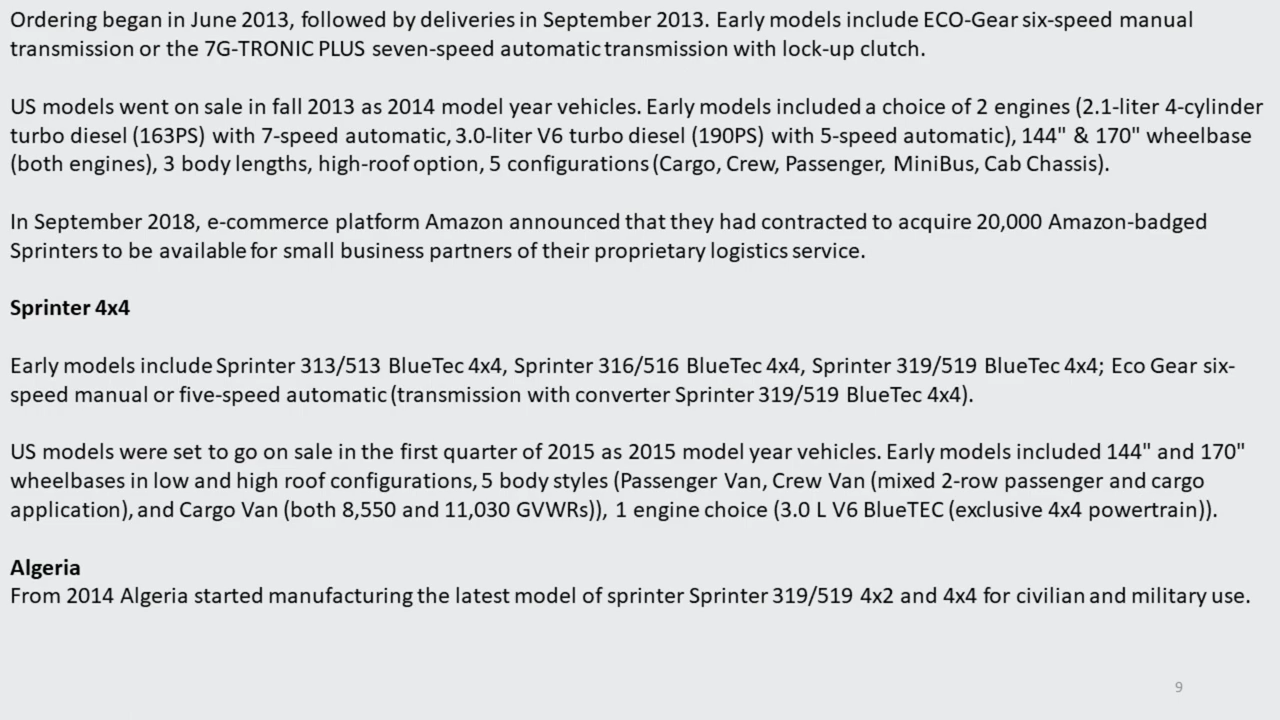 Ordering began in June 2013, followed by deliveries in September 2013. Early models include ECO-Gear six-speed manual
transmission or the 7G-TRONIC PLUS seven-speed automatic transmission with lock-up clutch.
US models went on sale in fall 2013 as 2014 model year vehicles. Early models included a choice of 2 engines (2.1-liter 4-cylinder
turbo diesel (163PS) with 7-speed automatic, 3.0-liter V6 turbo diesel (190PS) with 5-speed automatic), 144" & 170" wheelbase
(both engines), 3 body lengths, high-roof option, 5 configurations (Cargo, Crew, Passenger, MiniBus, Cab Chassis).
In September 2018, e-commerce platform Amazon announced that they had contracted to acquire 20,000 Amazon-badged
Sprinters to be available for small business partners of their proprietary logistics service.
Sprinter 4x4
Early models include Sprinter 313/513 BlueTec 4x4, Sprinter 316/516 BlueTec 4x4, Sprinter 319/519 BlueTec 4x4; Eco Gear six-
speed manual or five-speed automatic (transmission with converter Sprinter 319/519 BlueTec 4x4).
US models were set to go on sale in the first quarter of 2015 as 2015 model year vehicles. Early models included 144" and 170"
wheelbases in low and high roof configurations, 5 body styles (Passenger Van, Crew Van (mixed 2-row passenger and cargo
application), and Cargo Van (both 8,550 and 11,030 GVWRs)), 1 engine choice (3.0 L V6 BlueTEC (exclusive 4x4 powertrain)).
Algeria
From 2014 Algeria started manufacturing the latest model of sprinter Sprinter 319/519 4x2 and 4x4 for civilian and military use.
9